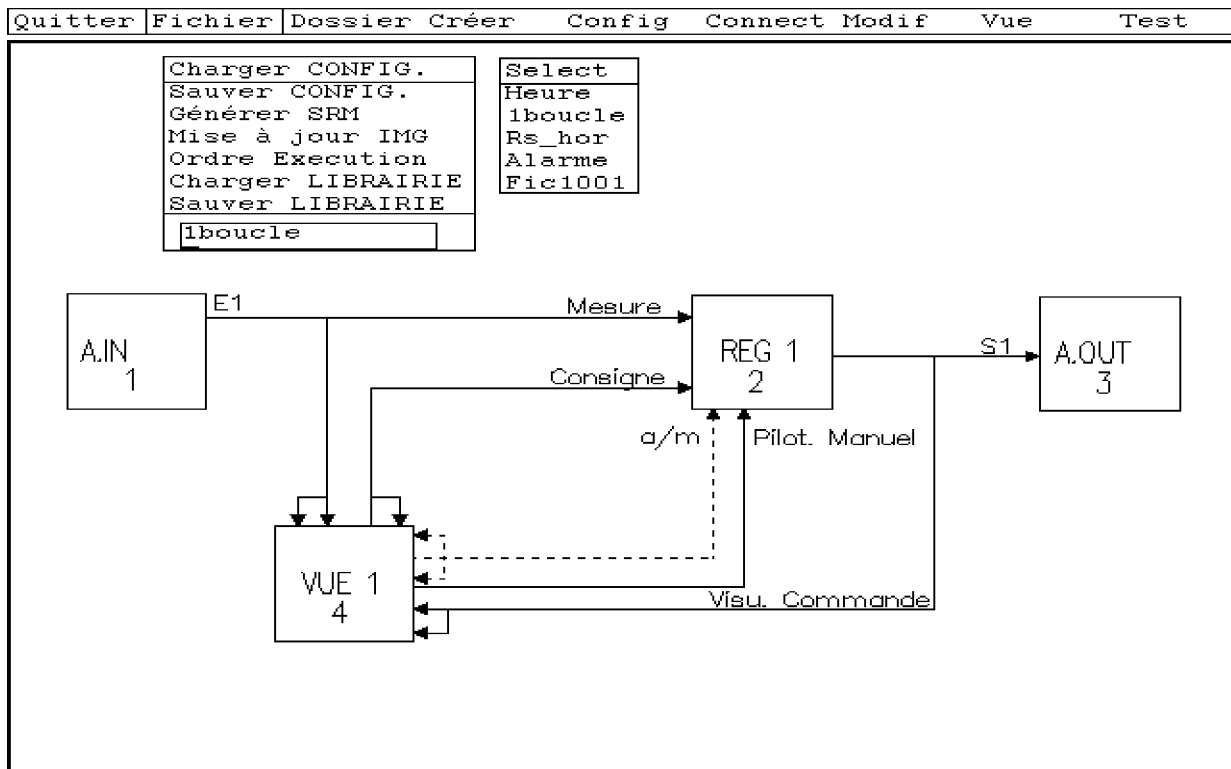 Quitter Fichier Dossier Créer Config Connect Modif Vue Test
Charger CONFIG.
Sauver CONFIG.
Générer SRM
Mise à jour IMG
Ordre Execution
Charger LIBRAIRIE
Sauver LIBRAIRIE
1boucle
Select
Heure
1boucle
Rs_hor
Alarme
Fic1001
A.IN
1
E1
Mesure
Consigne
REG 1
2
S1
A.OUT
3
a/m
Pilot. Manuel
VUE 1
4
Visu. Commande